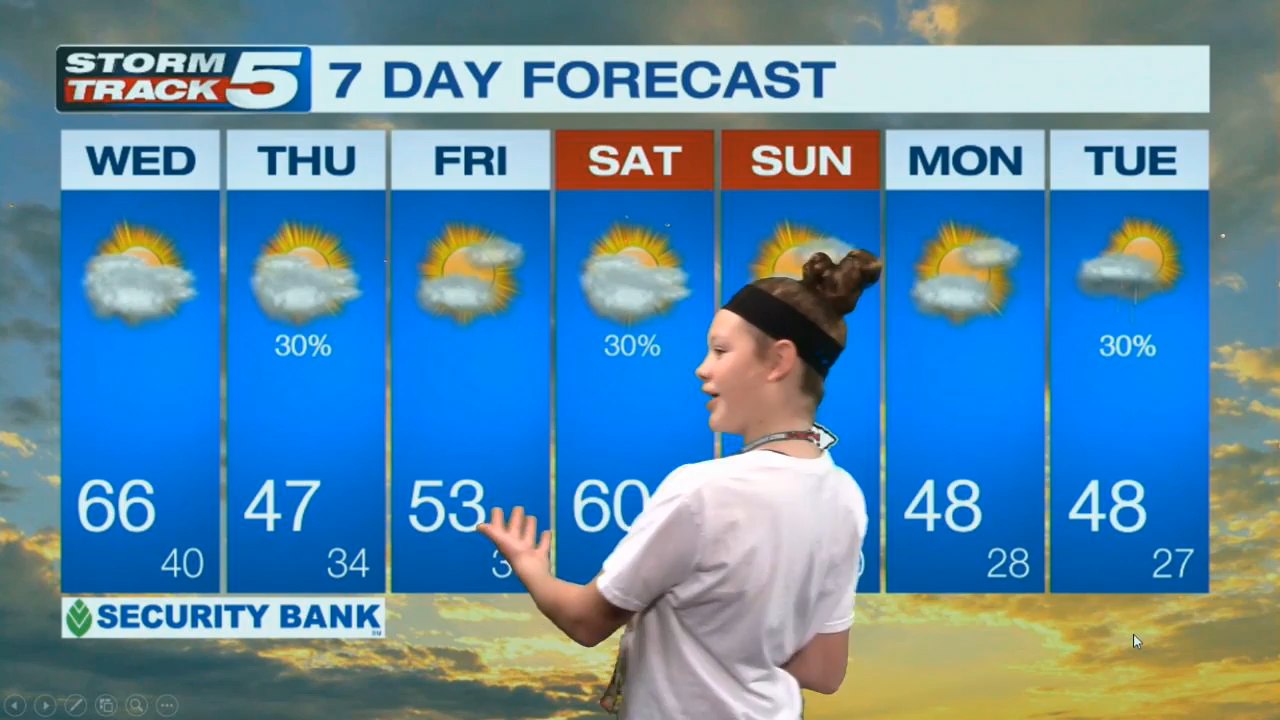 STORM
TRACK 5
7 DAY FORECAST
WED THU FRI SAT SUN MON TUE
30% 30% 30%
66 47 53 60 48 48
40 34 28 27
SECURITY BANK